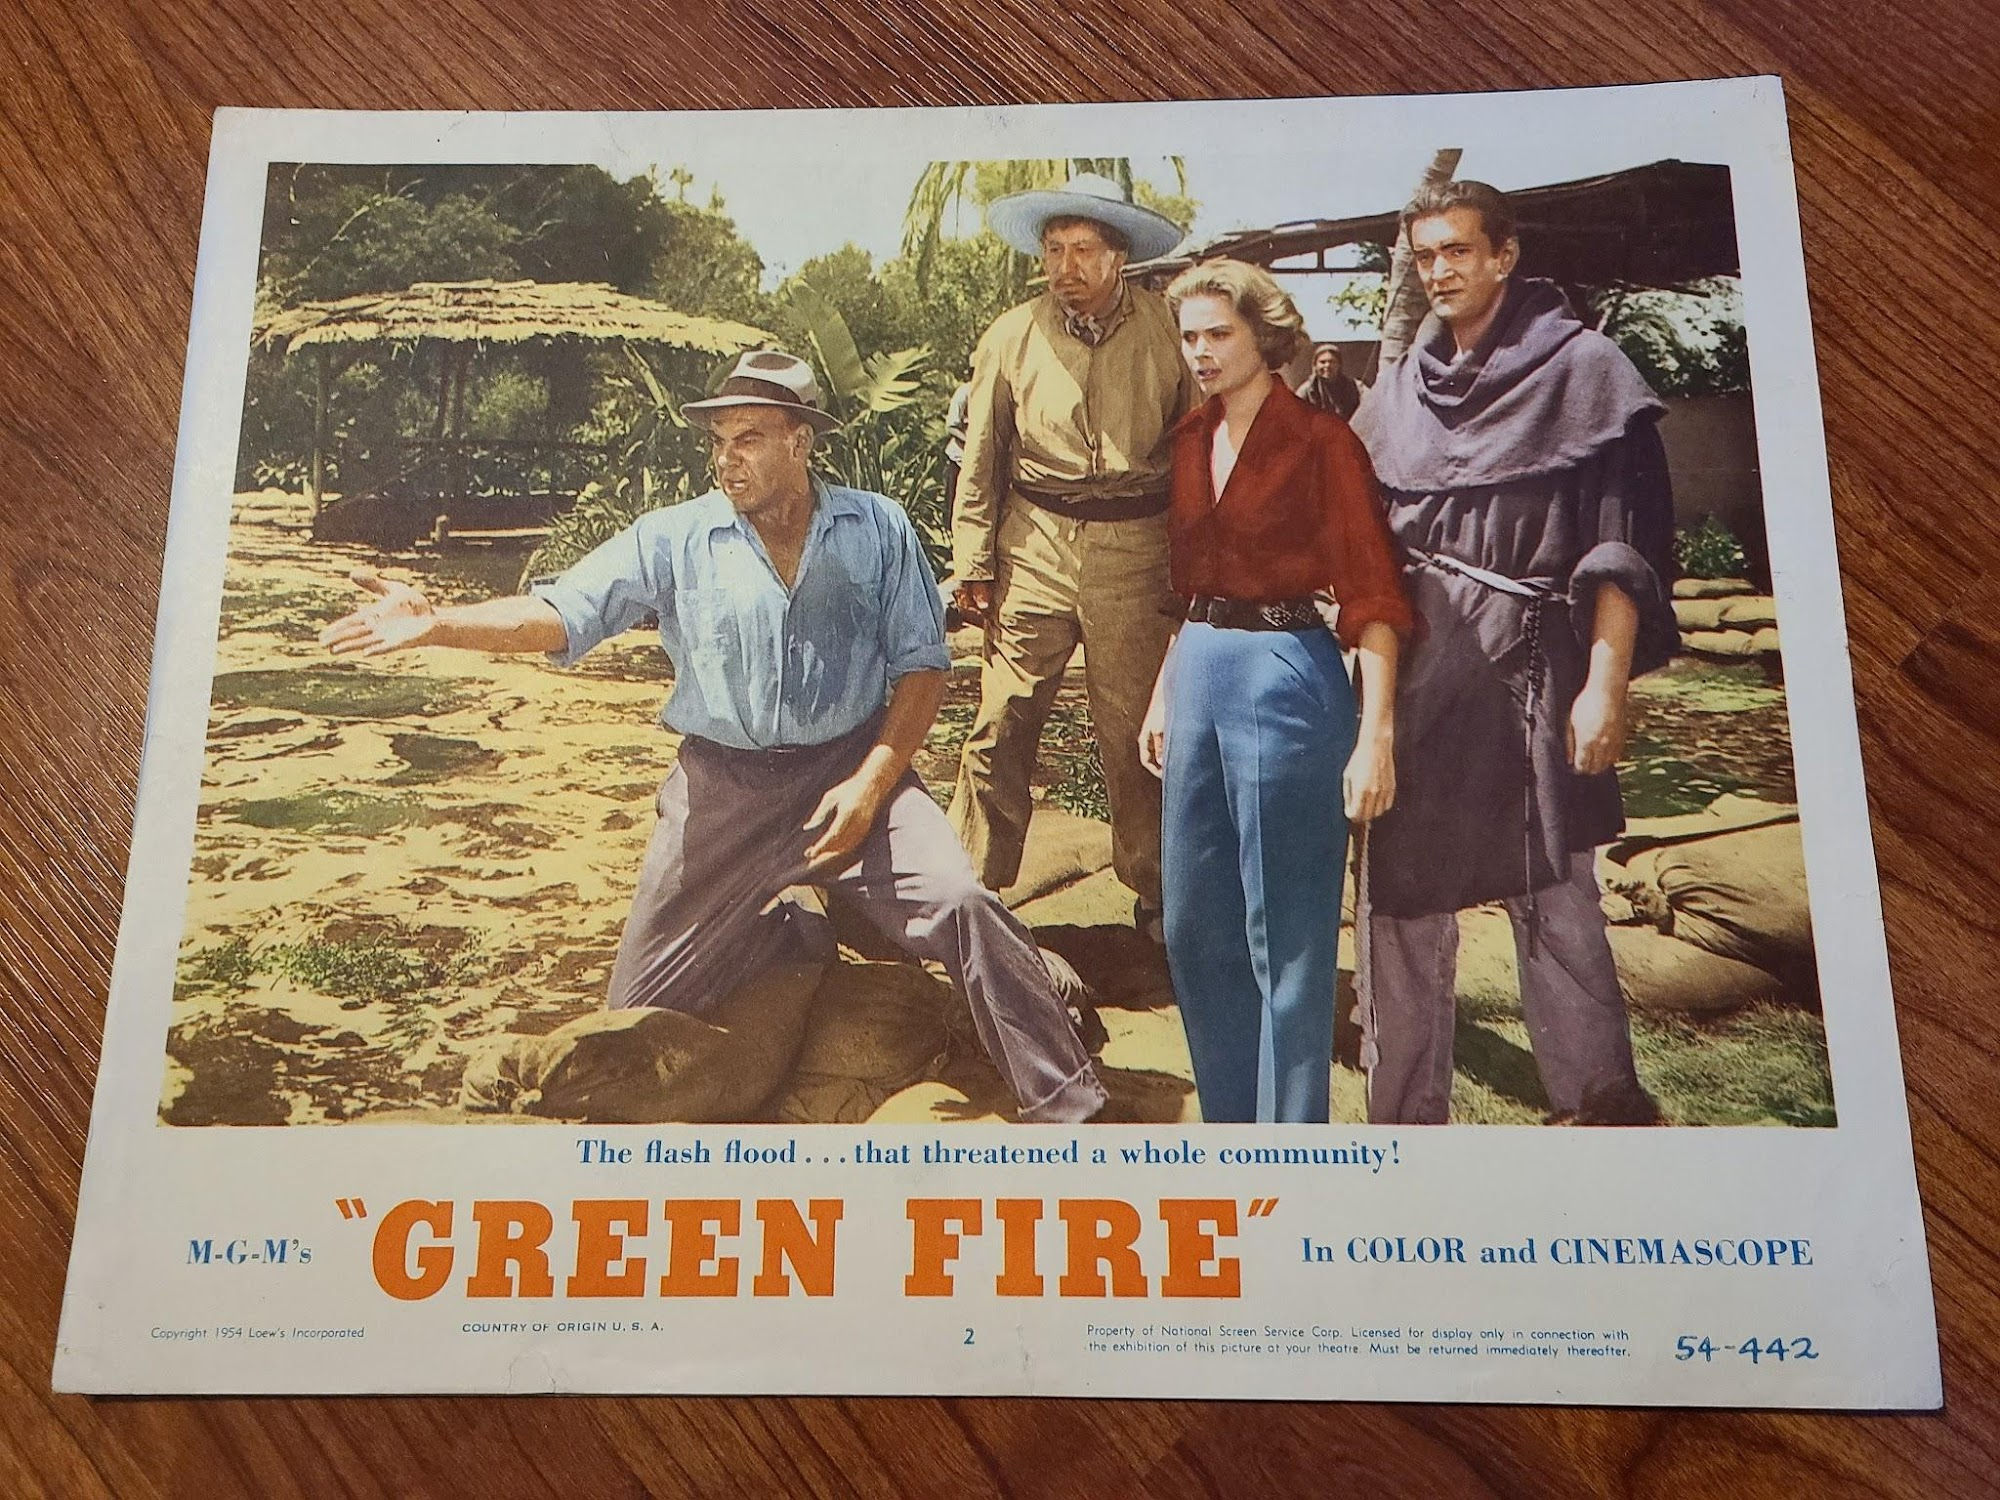 The flash flood...that threatened a whole community!
M-G-M's "GREEN FIRE" In COLOR and CINEMASCOPE
Copyright 1954 Loew's Incorporated
COUNTRY OF ORIGIN U. S. A.
2
Property of National Screen Service Corp. Licensed for display only in connection with
the exhibition of this picture at your theatre. Must be returned immediately thereafter.
54-442